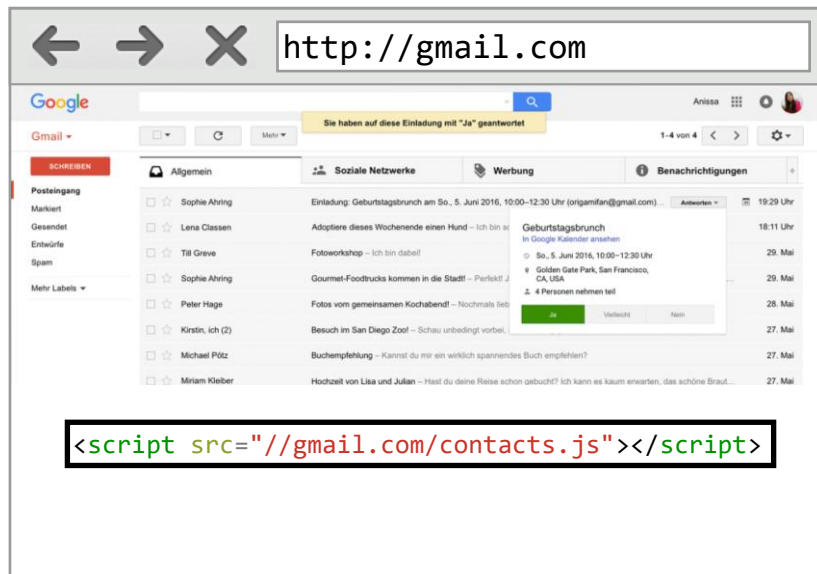 http://gmail.com
Google
Anissa
Sie haben auf diese Einladung mit "Ja" geantwortet
Gmail
Mehr
1-4 von 4
SCHREIBEN
Allgemein
Soziale Netzwerke
Werbung
Benachrichtigungen
Posteingang
Markiert
Gesendet
Entwürfe
Spam
Mehr Labels
Sophie Ahring Einladung: Geburtstagsbrunch am So., 5. Juni 2016, 10:00–12:30 Uhr (origamifan@gmail.com)... Antworten 19:29 Uhr
Lena Classen Adoptiere dieses Wochenende einen Hund – Ich bin 18:11 Uhr
Till Greve Fotoworkshop – Ich bin dabei! 29. Mai
Sophie Ahring Gourmet-Foodtrucks kommen in die Stadt! – Perfekt! ... 29. Mai
Peter Hage Fotos vom gemeinsamen Kochabend! – Nochmals 28. Mai
Kirstin, ich (2) Besuch im San Diego Zoo! – Schau unbedingt vorbei, 27. Mai
Michael Pötz Buchempfehlung – Kannst du mir ein wirklich spannendes Buch empfehlen? 27. Mai
Miriam Kleiber Hochzeit von Lisa und Julian – Hast du deine Reise schon gebucht? Ich kann es kaum erwarten, das schöne Braut... 27. Mai
Geburtstagsbrunch
In Google Kalender ansehen
So., 5. Juni 2016, 10:00–12:30 Uhr
Golden Gate Park, San Francisco,
CA, USA
4 Personen nehmen teil
Ja
Vielleicht
Nein
<script src="//gmail.com/contacts.js"></script>